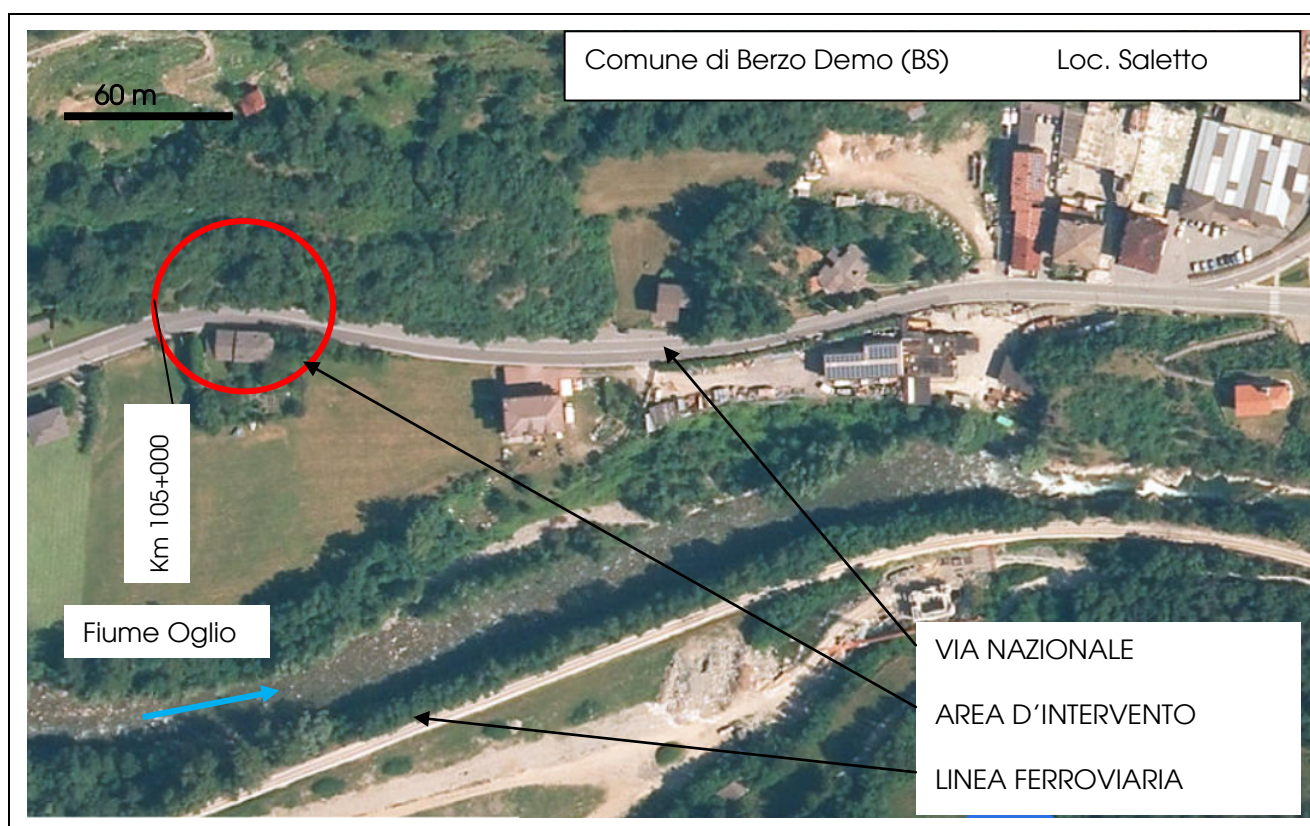 Comune di Berzo Demo (BS) Loc. Saletto
60 m
Km 105+000
Fiume Oglio
VIA NAZIONALE
AREA D'INTERVENTO
LINEA FERROVIARIA